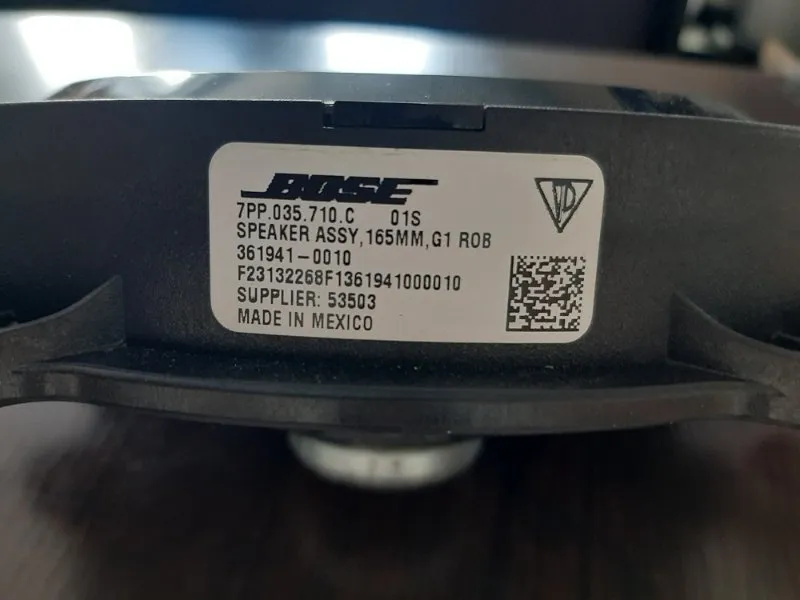 BOSE
7PP.035.710.C 01S
SPEAKER ASSY,165MM,G1 ROB
361941-0010
F23132268F1361941000010
SUPPLIER: 53503
MADE IN MEXICO